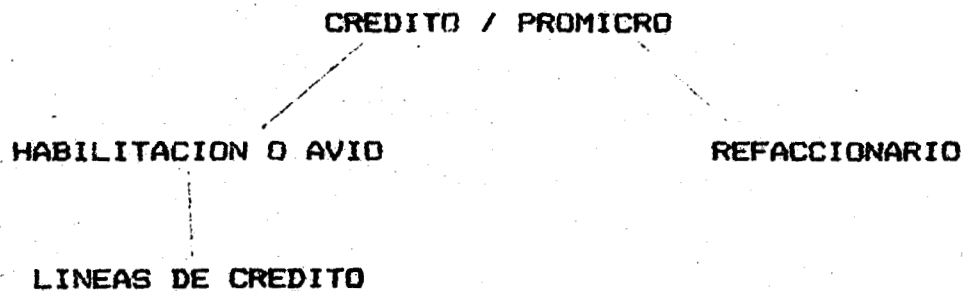 CREDITO / PROMICRO
HABILITACION O AVIO REFACCIONARIO
LINEAS DE CREDITO